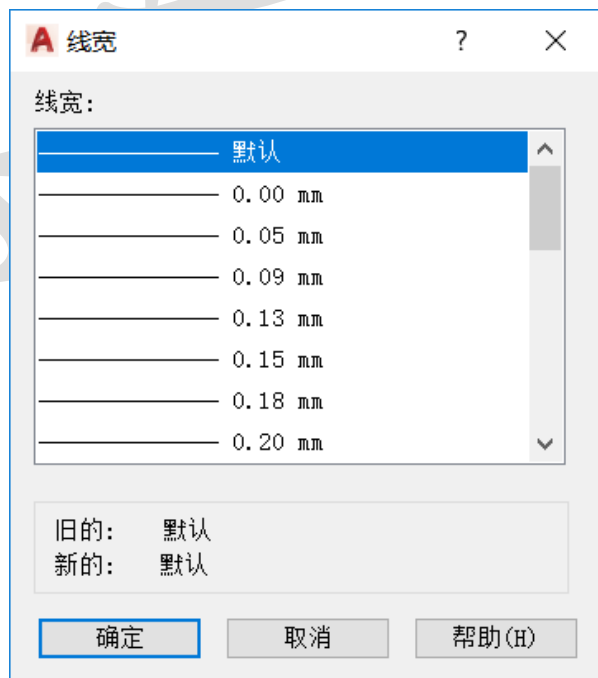 线宽
?
线宽:
默认
0.00 mm
0.05 mm
0.09 mm
0.13 mm
0.15 mm
0.18 mm
0.20 mm
旧的: 默认
新的: 默认
确定 取消 帮助(H)